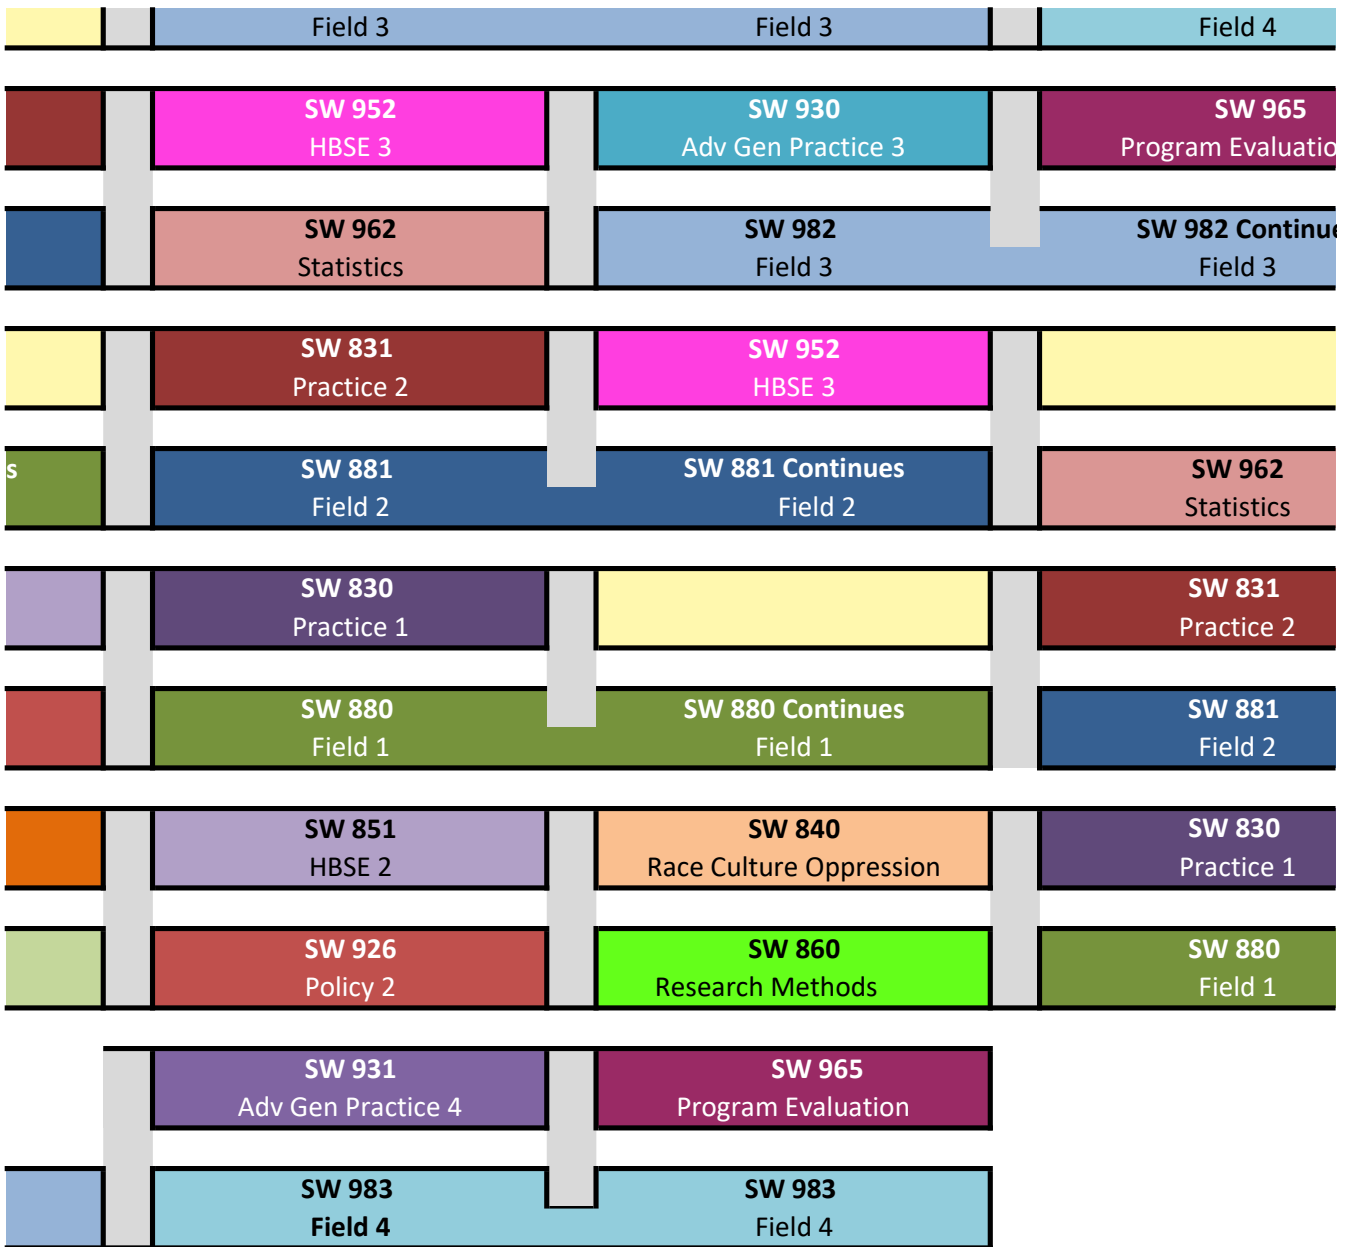 Field 3 Field 3 Field 4
SW 952 SW 930 SW 965
HBSE 3 Adv Gen Practice 3 Program Evaluatio
SW 962 SW 982 SW 982 Continue
Statistics Field 3 Field 3
SW 831 SW 952
Practice 2 HBSE 3
s SW 881 SW 881 Continues SW 962
Field 2 Field 2 Statistics
SW 830 SW 831
Practice 1 Practice 2
SW 880 SW 880 Continues SW 881
Field 1 Field 1 Field 2
SW 851 SW 840 SW 830
HBSE 2 Race Culture Oppression Practice 1
SW 926 SW 860 SW 880
Policy 2 Research Methods Field 1
SW 931 SW 965
Adv Gen Practice 4 Program Evaluation
SW 983 SW 983
Field 4 Field 4